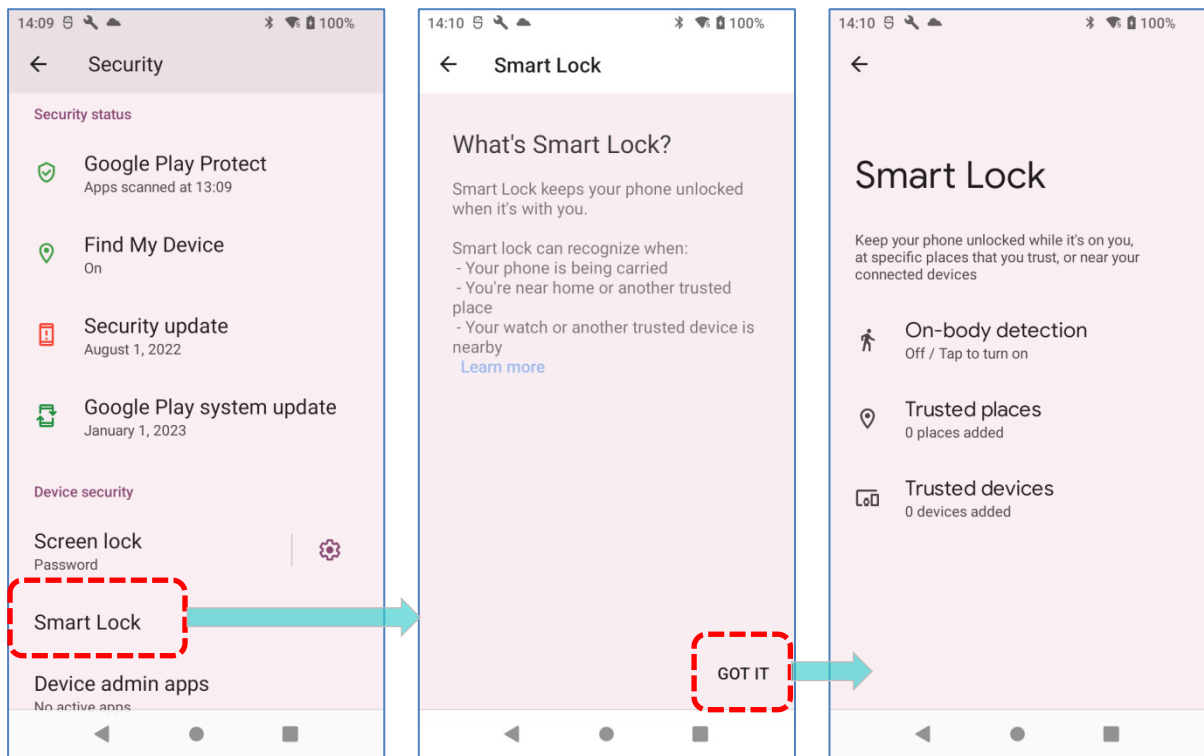 14:09 100%
Security
Security status
Google Play Protect
Apps scanned at 13:09
Find My Device
On
Security update
August 1, 2022
Google Play system update
January 1, 2023
Device security
Screen lock
Password
Smart Lock
Device admin apps
No active apps
14:10 100%
Smart Lock
What's Smart Lock?
Smart Lock keeps your phone unlocked
when it's with you.
Smart lock can recognize when:
- Your phone is being carried
- You're near home or another trusted
place
- Your watch or another trusted device is
nearby
Learn more
GOT IT
14:10 100%
Smart Lock
Keep your phone unlocked while it's on you,
at specific places that you trust, or near your
connected devices
On-body detection
Off / Tap to turn on
Trusted places
0 places added
Trusted devices
0 devices added